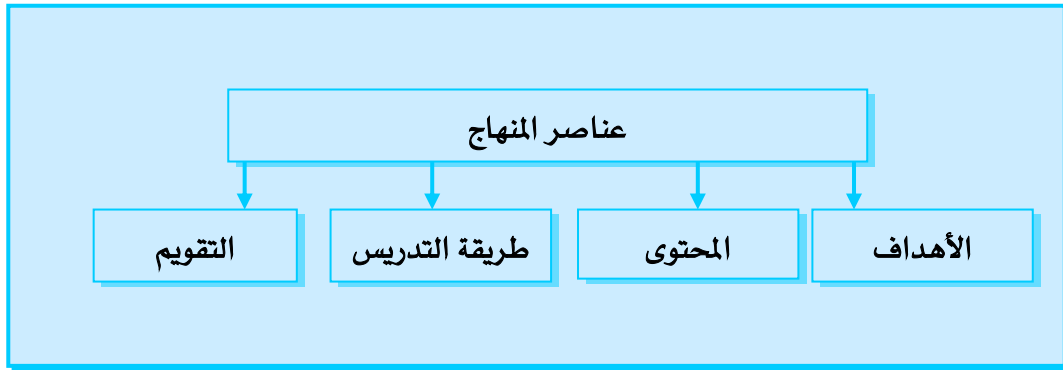 عناصر المنهاج
الأهداف
المحتوى
طريقة التدريس
التقويم